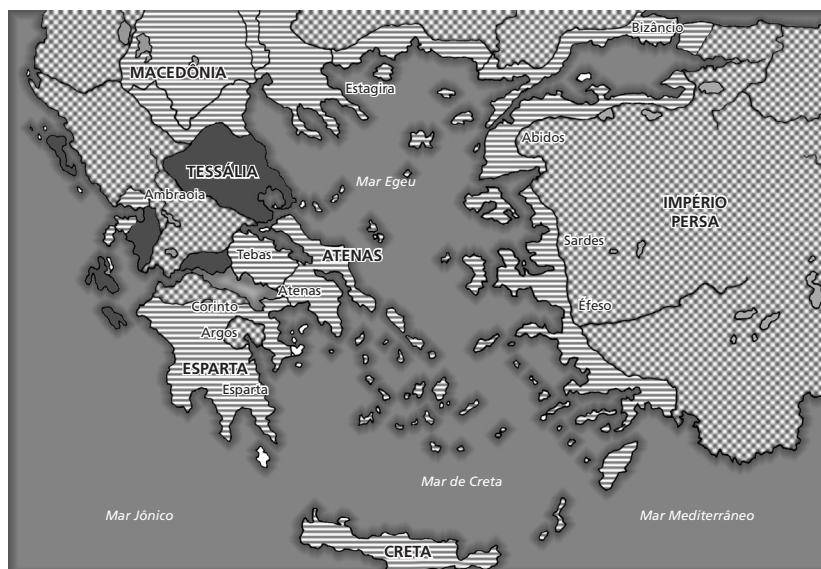 Bizâncio
MACEDÔNIA
Estagira
Abidos
TESSÁLIA
Mar Egeu
Ambraoia
IMPÉRIO
PERSA
Sardes
Tebas
ATENAS
Atenas
Éfeso
Corinto
Argos
ESPARTA
Esparta
Mar de Creta
Mar Jônico
Mar Mediterrâneo
CRETA